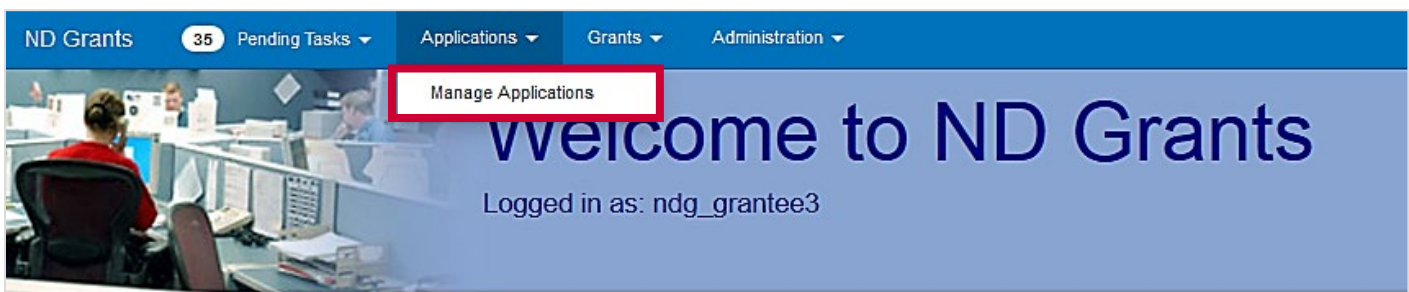 ND Grants 35 Pending Tasks Applications Grants Administration
Manage Applications
Welcome to ND Grants
Logged in as: ndg_grantee3